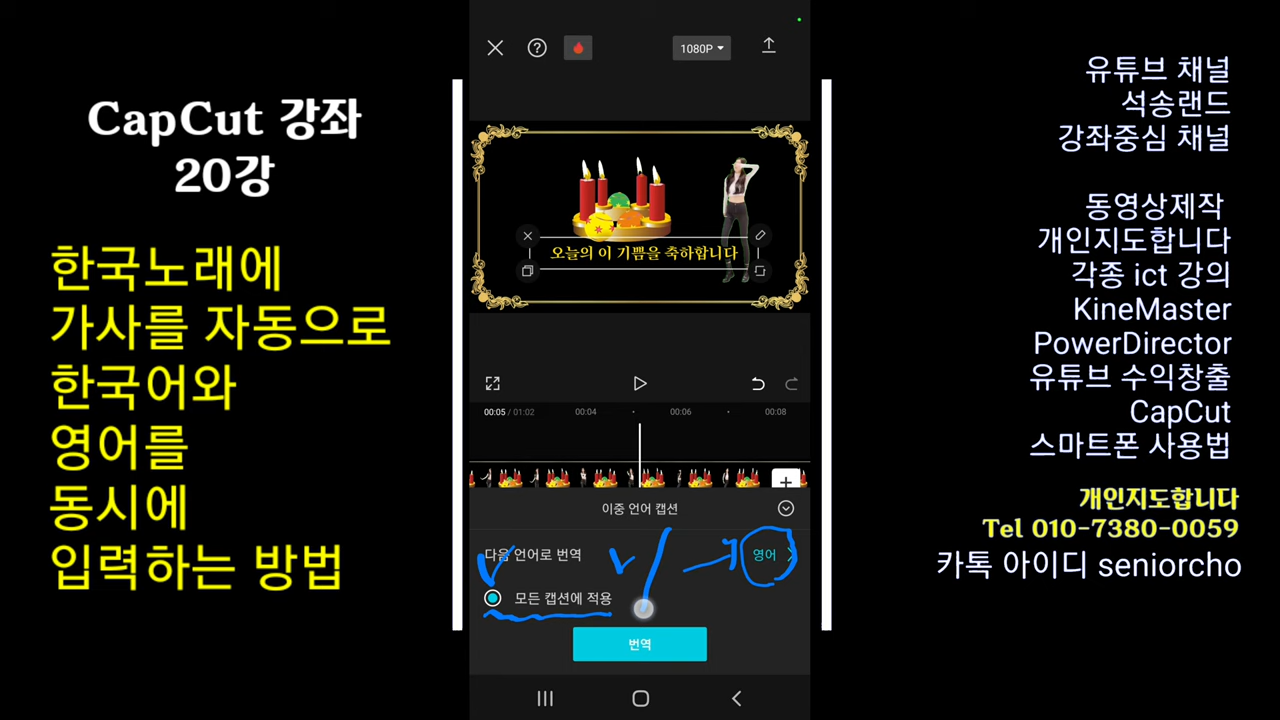 CapCut 강좌
20강
한국노래에
가사를 자동으로
한국어와
영어를
동시에
입력하는 방법
1080P
오늘의 이 기쁨을 축하합니다
00:05 / 01:02
00:04
00:06
00:08
이중 언어 캡션
다음 언어로 번역
영어
모든 캡션에 적용
번역
유튜브 채널
석송랜드
강좌중심 채널
동영상제작
개인지도합니다
각종 ict 강의
KineMaster
PowerDirector
유튜브 수익창출
CapCut
스마트폰 사용법
개인지도합니다
Tel 010-7380-0059
카톡 아이디 seniorcho